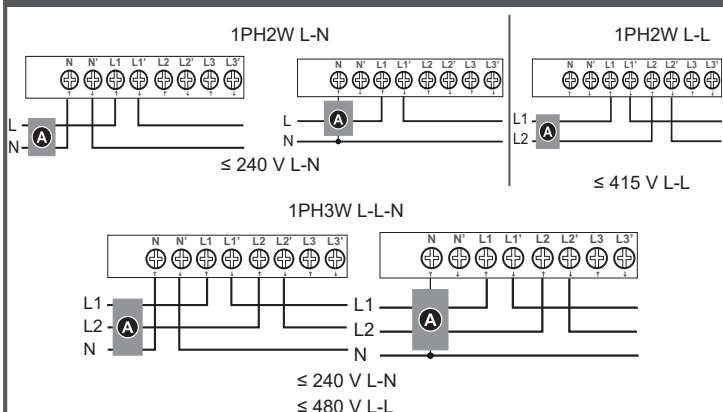 1PH2W L-N
N N' L1 L1' L2 L2' L3 L3'
L
A
N
N N' L1 L1' L2 L2' L3 L3'
L
A
N
≤ 240 V L-N
1PH2W L-L
N N' L1 L1' L2 L2' L3 L3'
L1
A
L2
≤ 415 V L-L
1PH3W L-L-N
N N' L1 L1' L2 L2' L3 L3'
L1
L2
A
N
N N' L1 L1' L2 L2' L3 L3'
L1
A
L2
N
≤ 240 V L-N
≤ 480 V L-L